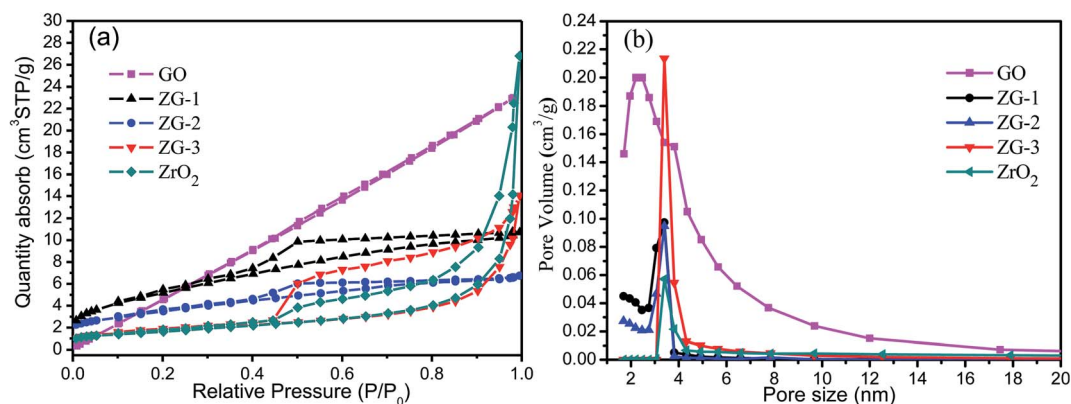 (a)
Quantity absorb (cm³STP/g)
30
28
26
24
22
20
18
16
14
12
10
8
6
4
2
0
GO
ZG-1
ZG-2
ZG-3
ZrO₂
0.0 0.2 0.4 0.6 0.8 1.0
Relative Pressure (P/P₀)
(b)
Pore Volume (cm³/g)
0.24
0.22
0.20
0.18
0.16
0.14
0.12
0.10
0.08
0.06
0.04
0.02
0.00
GO
ZG-1
ZG-2
ZG-3
ZrO₂
2 4 6 8 10 12 14 16 18 20
Pore size (nm)